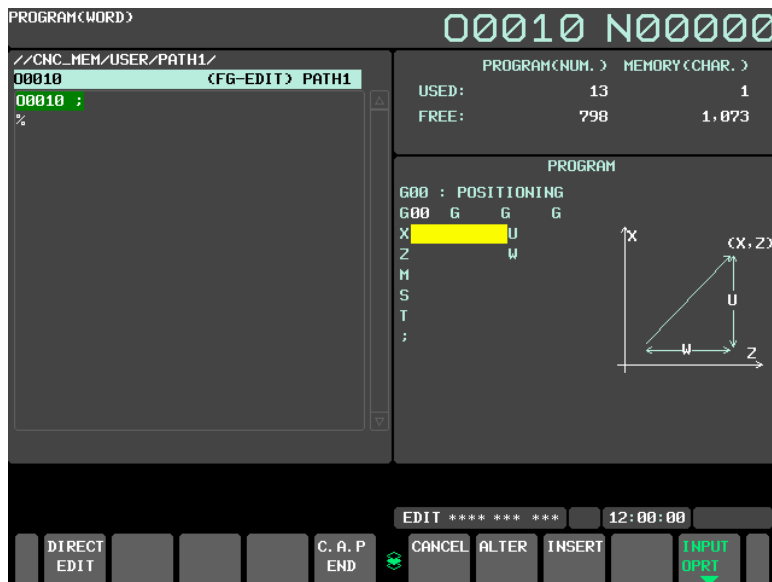 PROGRAM(WORD)
O0010 N00000
//CNC_MEM/USER/PATH1/
O0010 (FG-EDIT) PATH1
O0010 ;
%
PROGRAM(NUM.) MEMORY(CHAR.)
USED: 13 1
FREE: 798 1,073
PROGRAM
G00 : POSITIONING
G00 G G G
X U
Z W
M
S
T
;
X
(X,Z)
U
W
Z
EDIT **** *** ***
12:00:00
DIRECT
EDIT
C.A.P
END
CANCEL
ALTER
INSERT
INPUT
OPRT